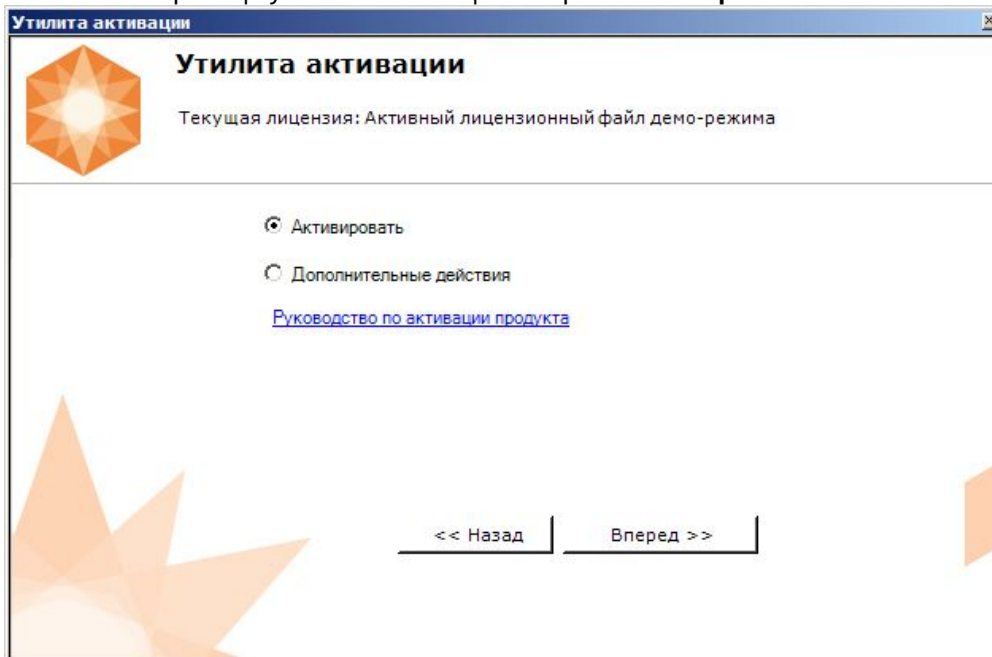 Утилита активации
Утилита активации
Текущая лицензия: Активный лицензионный файл демо-режима
Активировать
Дополнительные действия
Руководство по активации продукта
<< Назад
Вперед >>